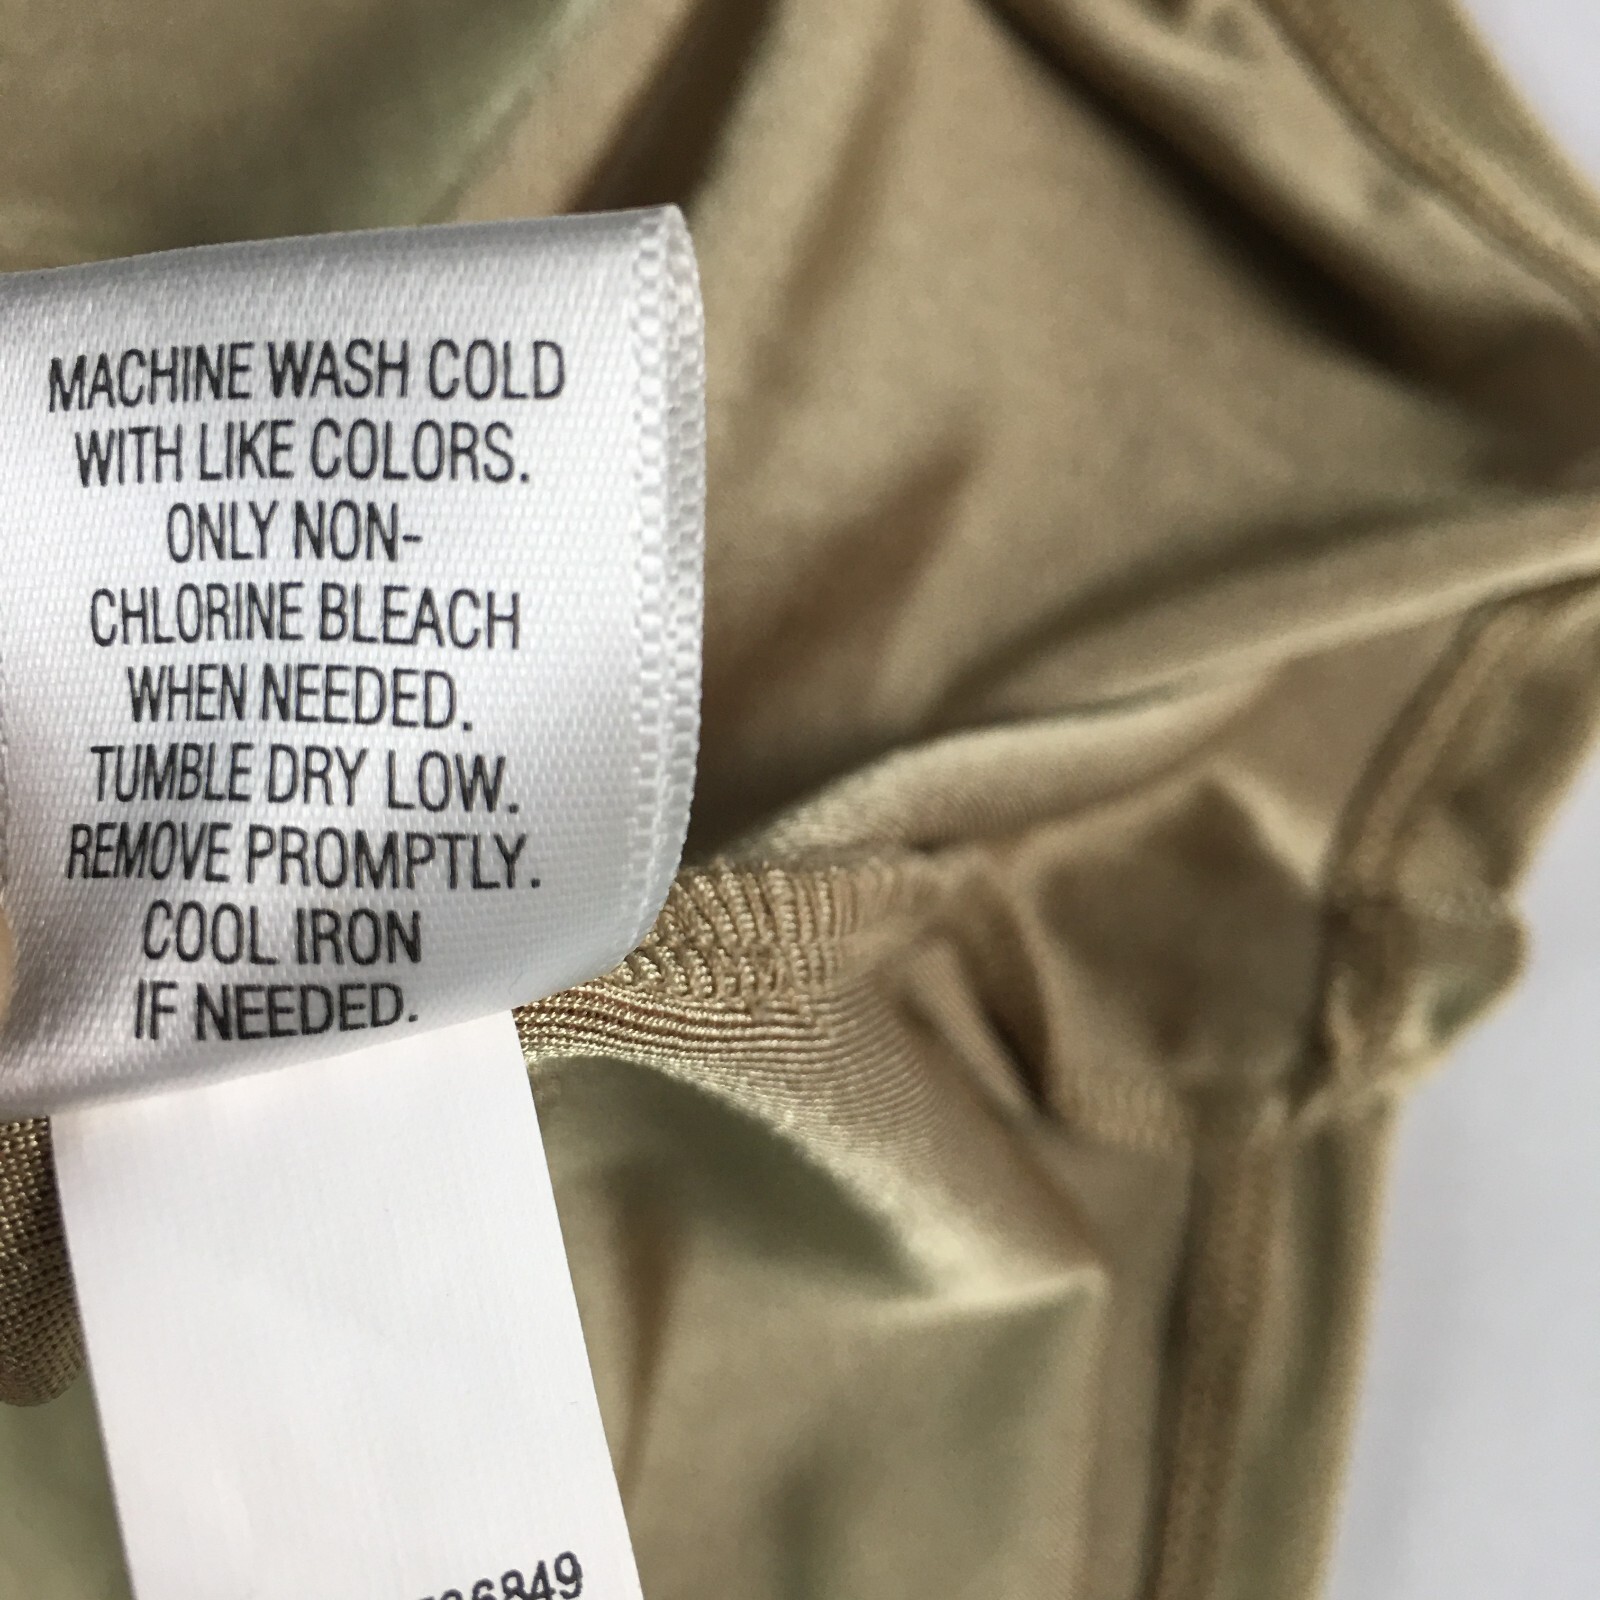 MACHINE WASH COLD
WITH LIKE COLORS.
ONLY NON-
CHLORINE BLEACH
WHEN NEEDED.
TUMBLE DRY LOW.
REMOVE PROMPTLY.
COOL IRON
IF NEEDED.